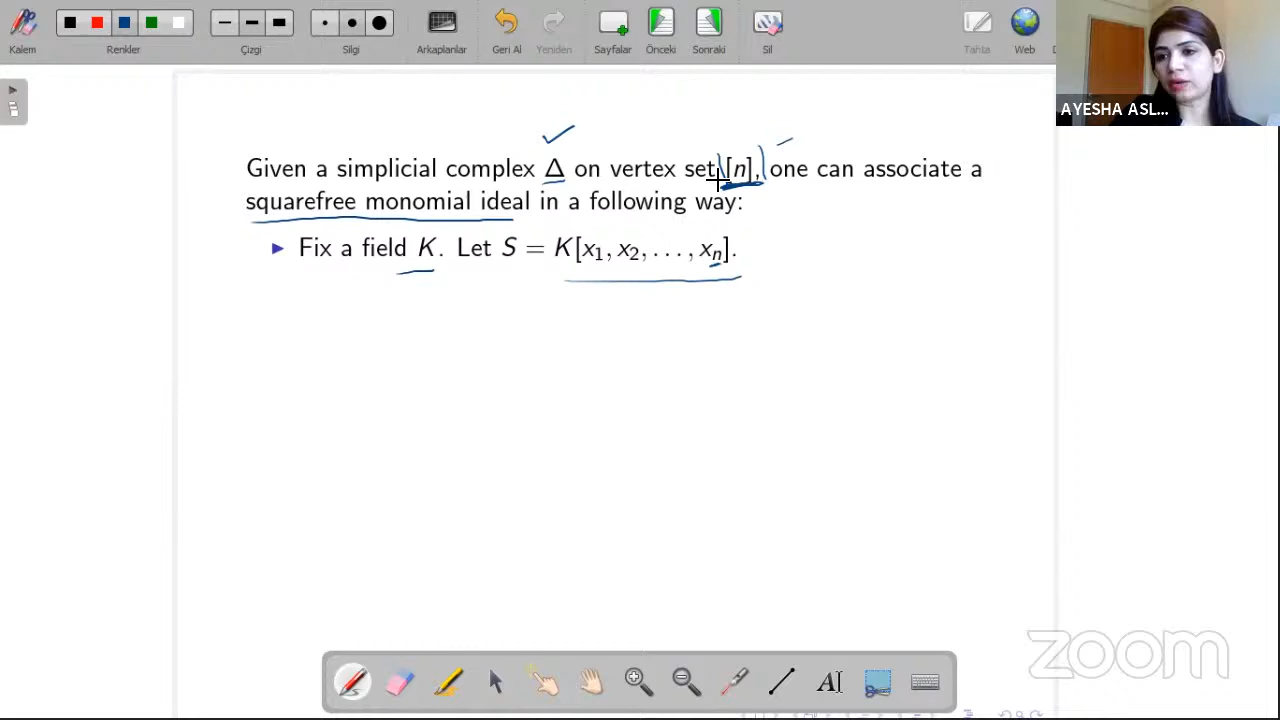 Kalem
Renkler
Çizgi
Silgi
Arkaplanlar
Geri Al
Yeniden
Sayfalar
Önceki
Sonraki
Sil
Tahta
Web
AYESHA ASL...
Given a simplicial complex Δ on vertex set [n], one can associate a
squarefree monomial ideal in a following way:
▶ Fix a field K. Let S = K[x₁, x₂, . . . , xₙ].
zoom